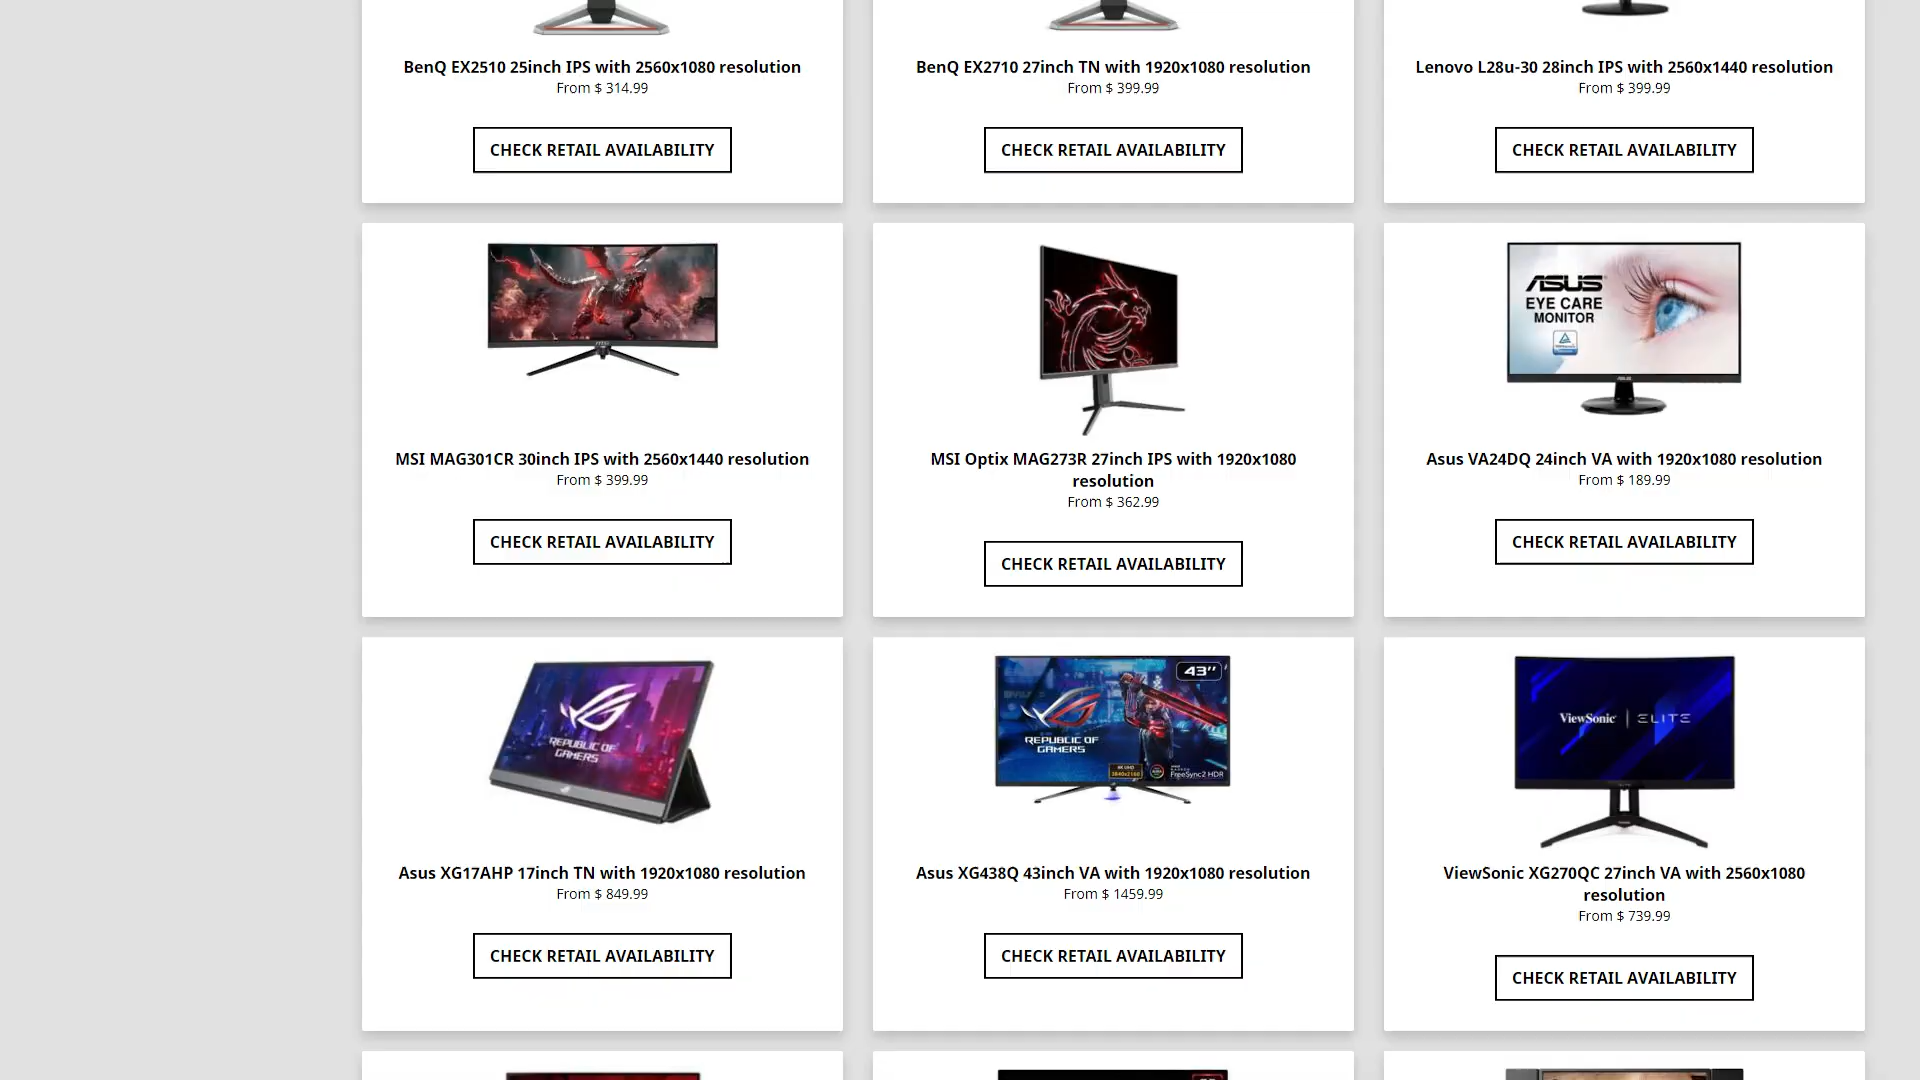 BenQ EX2510 25inch IPS with 2560x1080 resolution
From $ 314.99
CHECK RETAIL AVAILABILITY
BenQ EX2710 27inch TN with 1920x1080 resolution
From $ 399.99
CHECK RETAIL AVAILABILITY
Lenovo L28u-30 28inch IPS with 2560x1440 resolution
From $ 399.99
CHECK RETAIL AVAILABILITY
MSI MAG301CR 30inch IPS with 2560x1440 resolution
From $ 399.99
CHECK RETAIL AVAILABILITY
MSI Optix MAG273R 27inch IPS with 1920x1080
resolution
From $ 362.99
CHECK RETAIL AVAILABILITY
ASUS
EYE CARE
MONITOR
ASUS
Asus VA24DQ 24inch VA with 1920x1080 resolution
From $ 189.99
CHECK RETAIL AVAILABILITY
REPUBLIC OF
GAMERS
Asus XG17AHP 17inch TN with 1920x1080 resolution
From $ 849.99
CHECK RETAIL AVAILABILITY
43"
REPUBLIC OF
GAMERS
4K UHD
3840x2160
FreeSync2 HDR
Asus XG438Q 43inch VA with 1920x1080 resolution
From $ 1459.99
CHECK RETAIL AVAILABILITY
ViewSonic | ELITE
ViewSonic XG270QC 27inch VA with 2560x1080
resolution
From $ 739.99
CHECK RETAIL AVAILABILITY